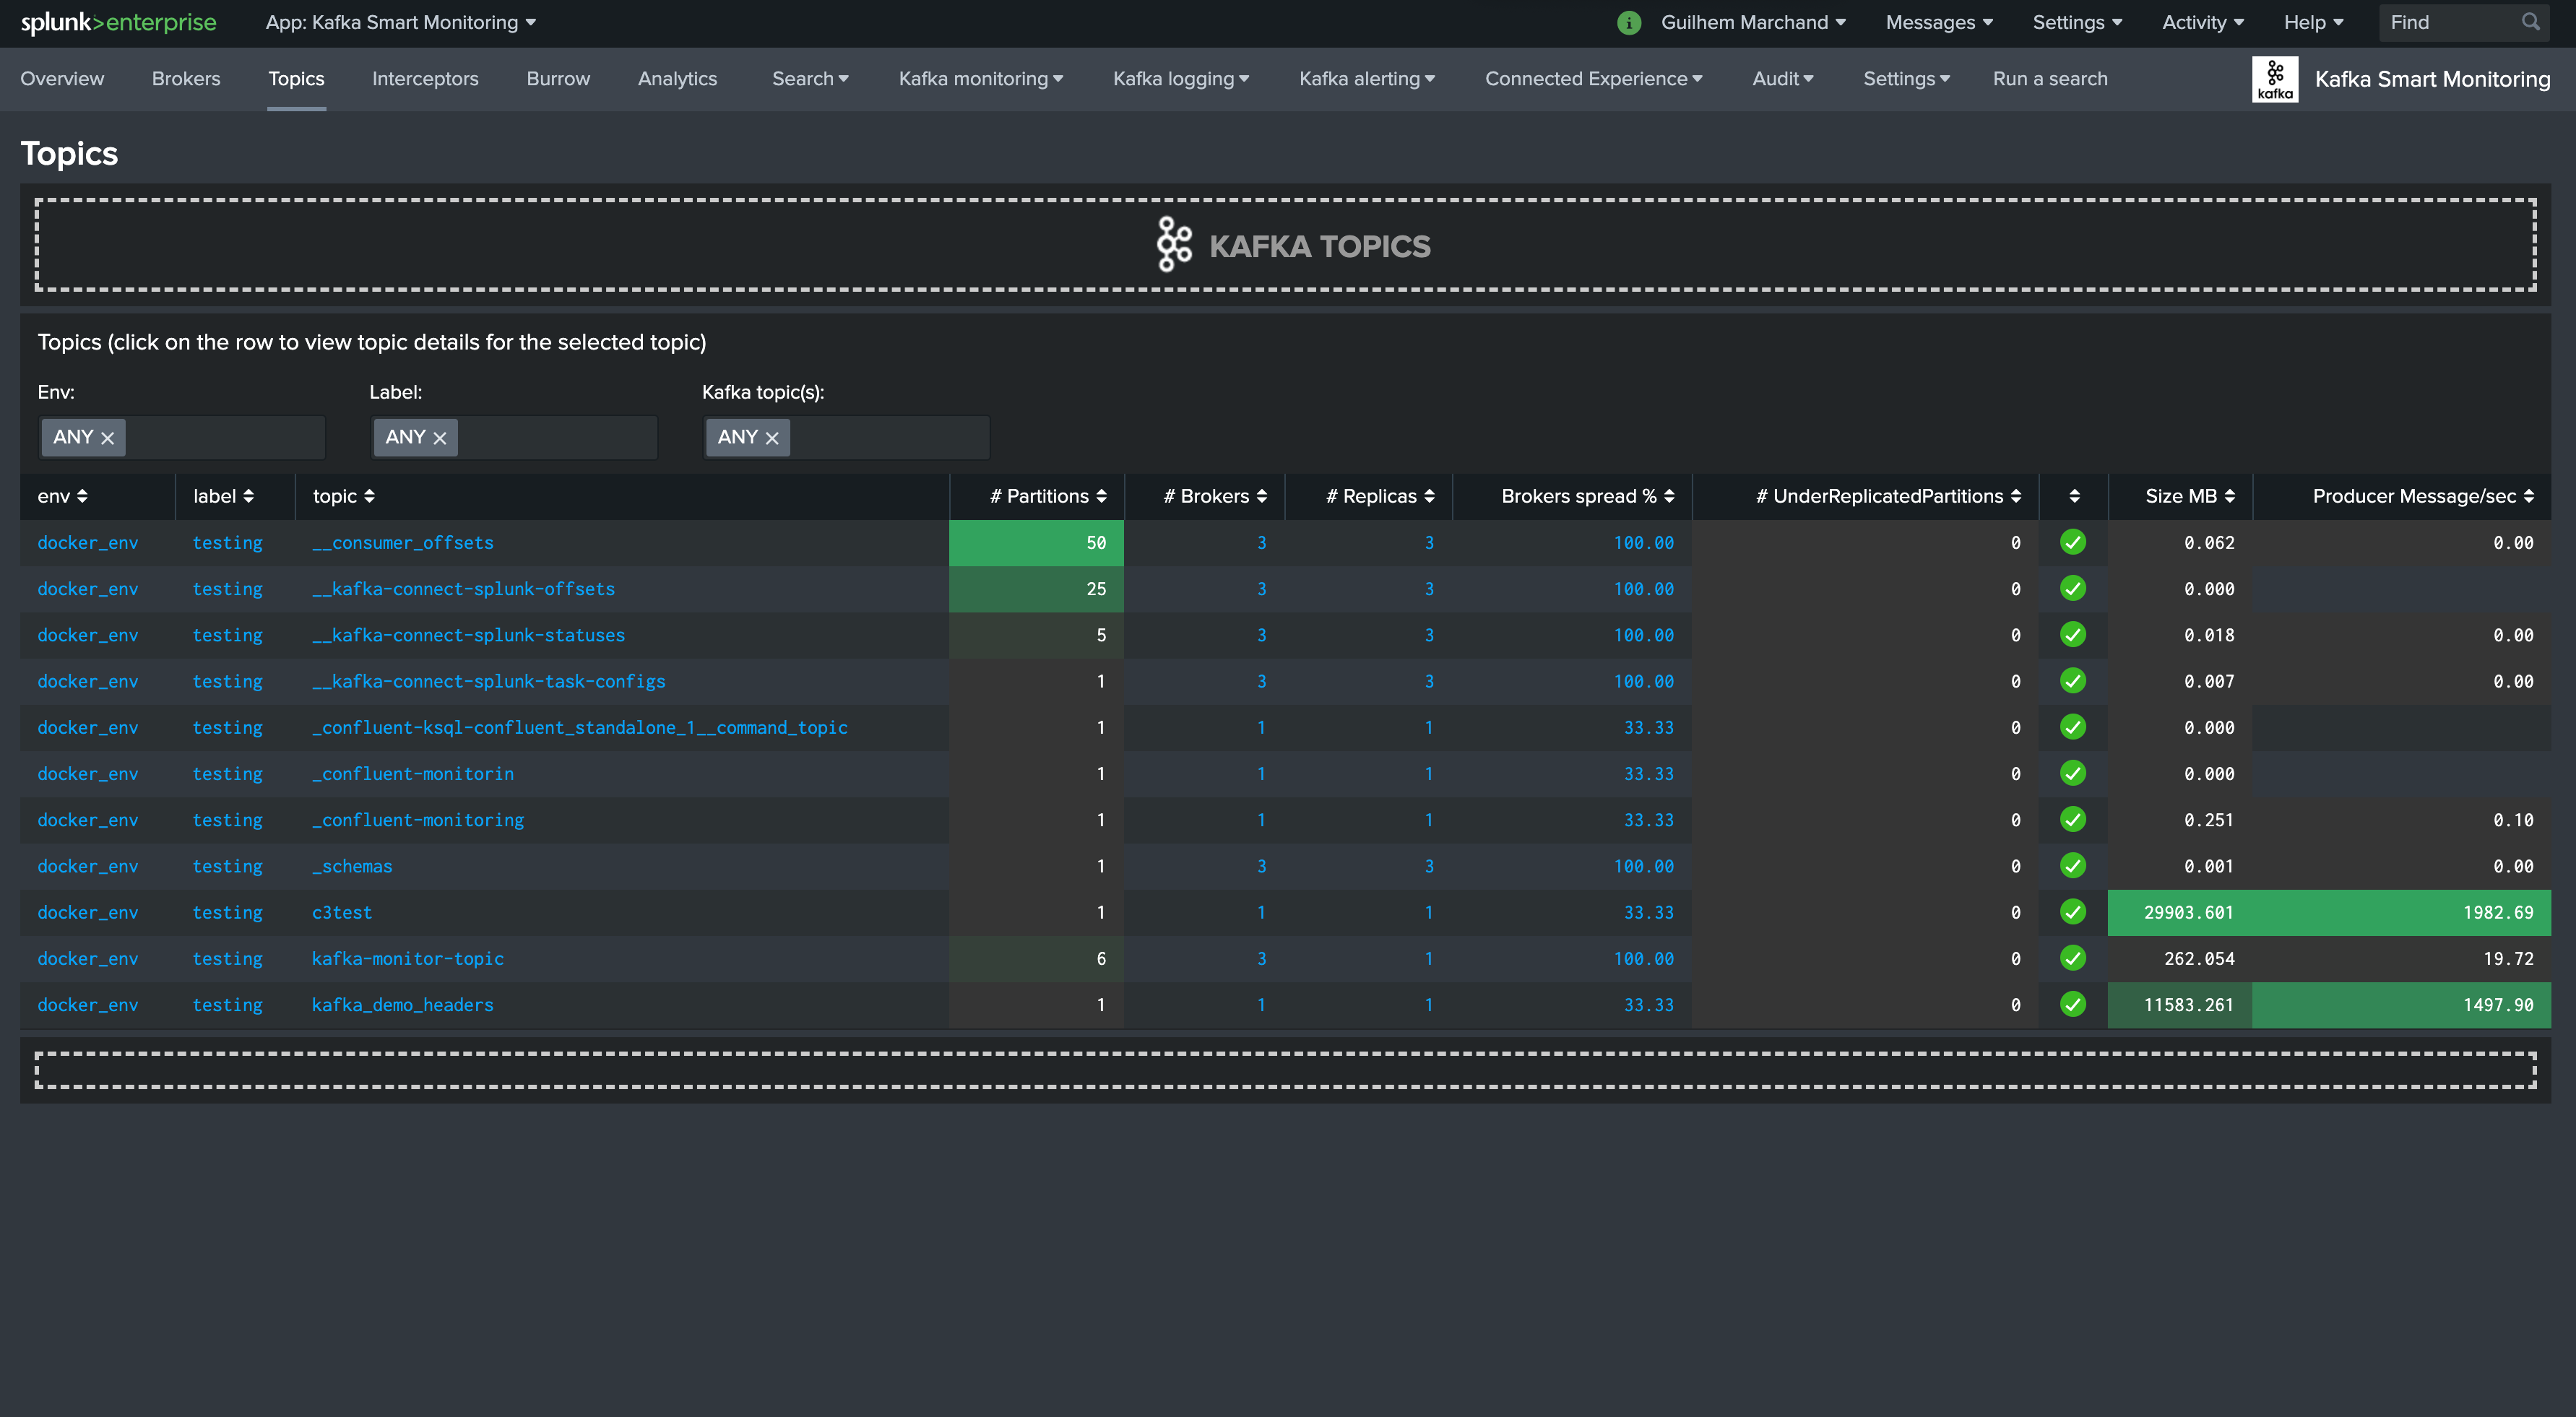 splunk>enterprise App: Kafka Smart Monitoring i Guilhem Marchand Messages Settings Activity Help Find
Overview Brokers Topics Interceptors Burrow Analytics Search Kafka monitoring Kafka logging Kafka alerting Connected Experience Audit Settings Run a search kafka Kafka Smart Monitoring
Topics
KAFKA TOPICS
Topics (click on the row to view topic details for the selected topic)
Env: Label: Kafka topic(s):
ANY ANY ANY
env label topic # Partitions # Brokers # Replicas Brokers spread % # UnderReplicatedPartitions Size MB Producer Message/sec
docker_env testing __consumer_offsets 50 3 3 100.00 0 0.062 0.00
docker_env testing __kafka-connect-splunk-offsets 25 3 3 100.00 0 0.000
docker_env testing __kafka-connect-splunk-statuses 5 3 3 100.00 0 0.018 0.00
docker_env testing __kafka-connect-splunk-task-configs 1 3 3 100.00 0 0.007 0.00
docker_env testing _confluent-ksql-confluent_standalone_1__command_topic 1 1 1 33.33 0 0.000
docker_env testing _confluent-monitorin 1 1 1 33.33 0 0.000
docker_env testing _confluent-monitoring 1 1 1 33.33 0 0.251 0.10
docker_env testing _schemas 1 3 3 100.00 0 0.001 0.00
docker_env testing c3test 1 1 1 33.33 0 29903.601 1982.69
docker_env testing kafka-monitor-topic 6 3 1 100.00 0 262.054 19.72
docker_env testing kafka_demo_headers 1 1 1 33.33 0 11583.261 1497.90